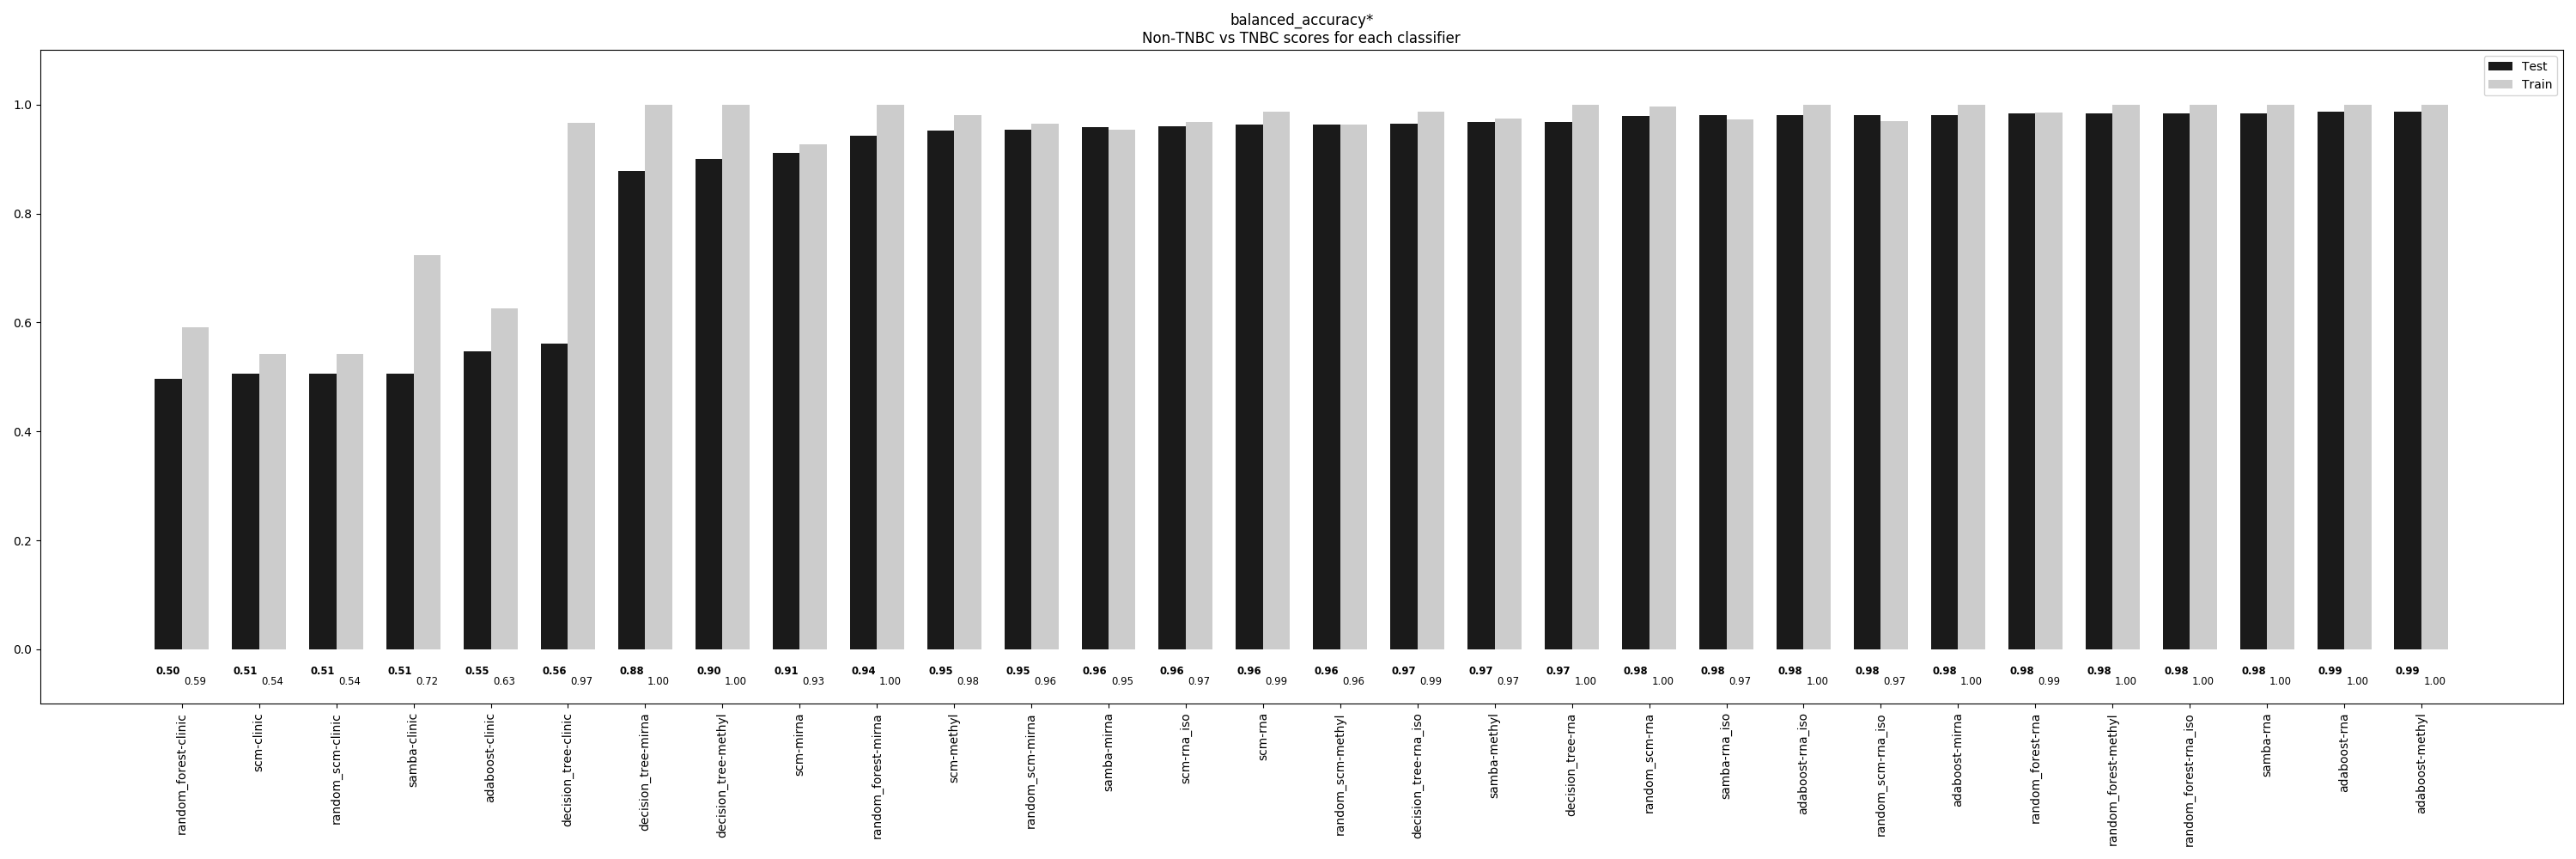 balanced_accuracy*
Non-TNBC vs TNBC scores for each classifier
Test
Train
1.0
0.8
0.6
0.4
0.2
0.0
0.50 0.51 0.51 0.51 0.55 0.56 0.88 0.90 0.91 0.94 0.95 0.95 0.96 0.96 0.96 0.96 0.97 0.97 0.97 0.98 0.98 0.98 0.98 0.98 0.98 0.98 0.98 0.98 0.99 0.99
0.59 0.54 0.54 0.72 0.63 0.97 1.00 1.00 0.93 1.00 0.98 0.96 0.95 0.97 0.99 0.96 0.99 0.97 1.00 1.00 0.97 1.00 0.97 1.00 0.99 1.00 1.00 1.00 1.00 1.00
random_forest-clinic
scm-clinic
random_scm-clinic
samba-clinic
adaboost-clinic
decision_tree-clinic
decision_tree-mirna
decision_tree-methyl
scm-mirna
random_forest-mirna
scm-methyl
random_scm-mirna
samba-mirna
scm-rna_iso
scm-rna
random_scm-methyl
decision_tree-rna_iso
samba-methyl
decision_tree-rna
random_scm-rna
samba-rna_iso
adaboost-rna_iso
random_scm-rna_iso
adaboost-mirna
random_forest-rna
random_forest-methyl
random_forest-rna_iso
samba-rna
adaboost-rna
adaboost-methyl